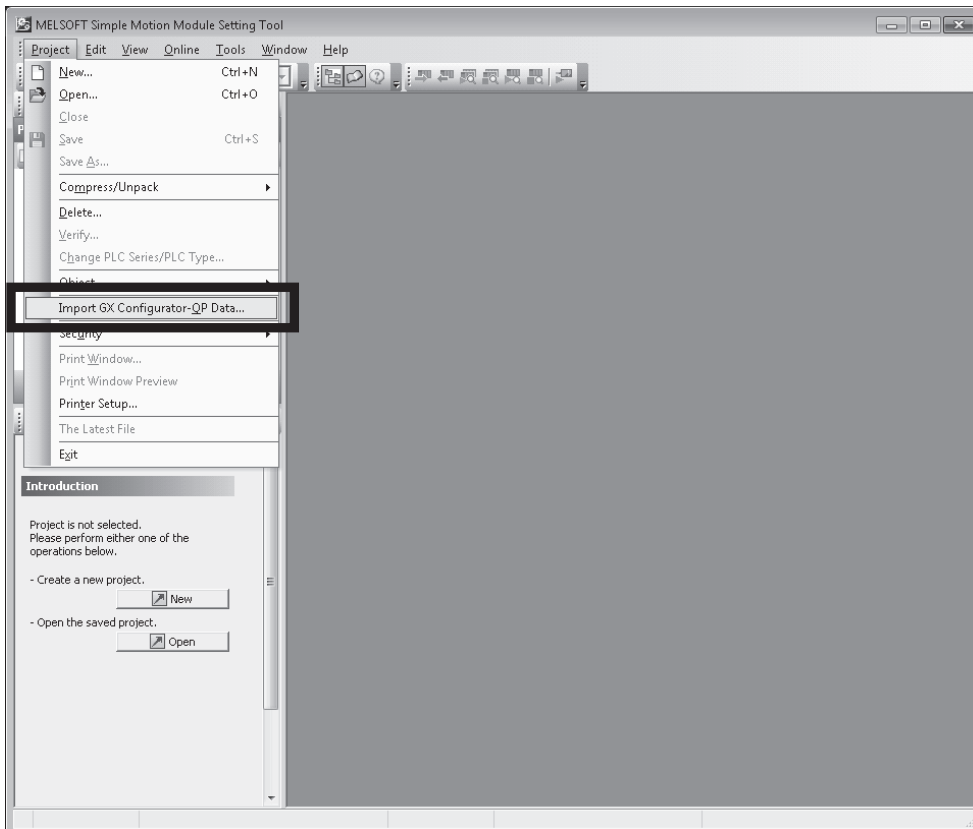 MELSOFT Simple Motion Module Setting Tool
Project Edit View Online Tools Window Help
New... Ctrl+N
Open... Ctrl+O
Close
Save Ctrl+S
Save As...
Compress/Unpack
Delete...
Verify...
Change PLC Series/PLC Type...
Object
Import GX Configurator-QP Data...
Security
Print Window...
Print Window Preview
Printer Setup...
The Latest File
Exit
Introduction
Project is not selected.
Please perform either one of the
operations below.
- Create a new project.
New
- Open the saved project.
Open